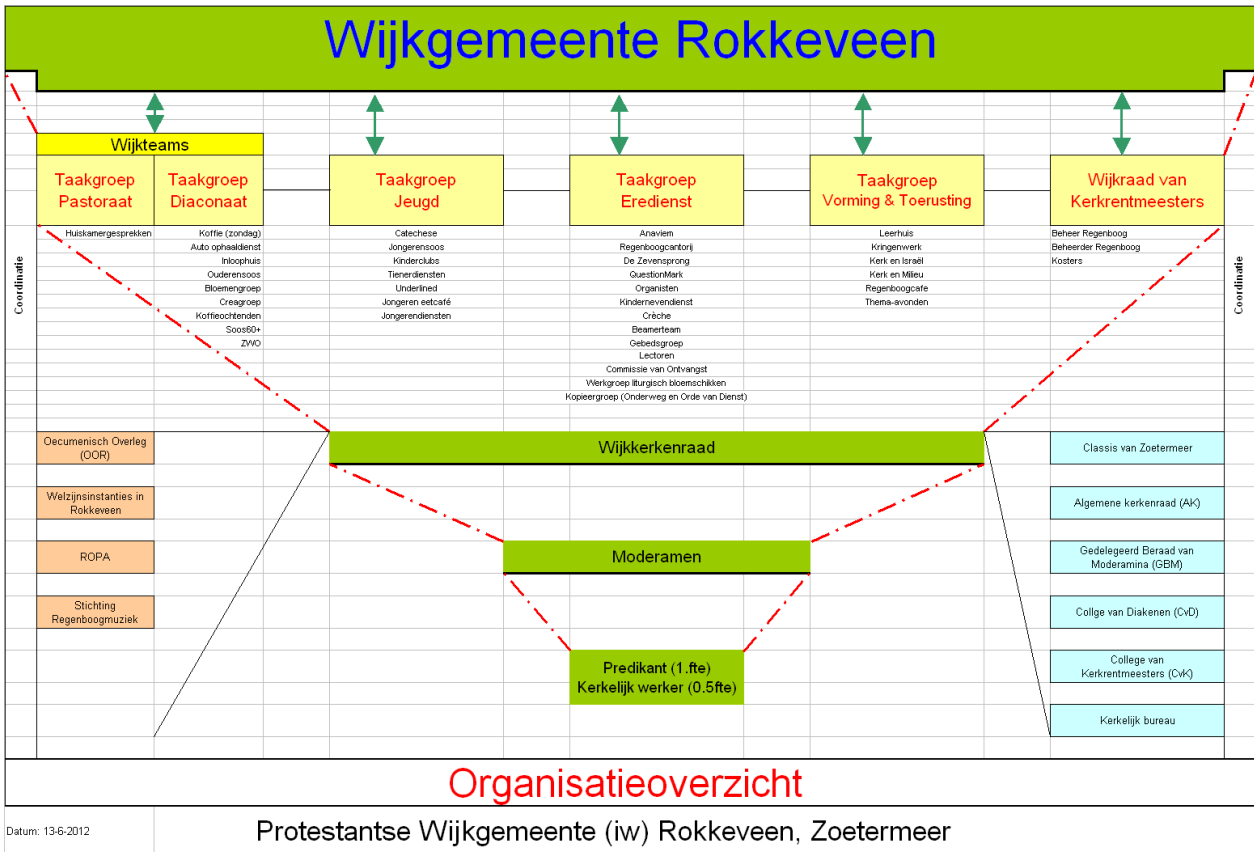 Wijkgemeente Rokkeveen
Wijkteams
Taakgroep
Pastoraat
Taakgroep
Diaconaat
Taakgroep
Jeugd
Taakgroep
Eredienst
Taakgroep
Vorming & Toerusting
Wijkraad van
Kerkrentmeesters
Coordinatie
Huiskamergesprekken
Koffie (zondag)
Auto ophaaldienst
Inloophuis
Ouderensoos
Bloemengroep
Creagroep
Koffieochtenden
Soos60+
ZWO
Catechese
Jongerensoos
Kinderclubs
Tienerdiensten
Underlined
Jongeren eetcafé
Jongerendiensten
Anaviem
Regenboogcantorij
De Zevensprong
QuestionMark
Organisten
Kindernevendienst
Crèche
Beamerteam
Gebedsgroep
Lectoren
Commissie van Ontvangst
Werkgroep liturgisch bloemschikken
Kopieergroep (Onderweg en Orde van Dienst)
Leerhuis
Kringenwerk
Kerk en Israël
Kerk en Milieu
Regenboogcafe
Thema-avonden
Beheer Regenboog
Beheerder Regenboog
Kosters
Coordinatie
Oecumenisch Overleg
(OOR)
Welzijnsinstanties in
Rokkeveen
ROPA
Stichting
Regenboogmuziek
Wijkkerkenraad
Moderamen
Predikant (1.fte)
Kerkelijk werker (0.5fte)
Classis van Zoetermeer
Algemene kerkenraad (AK)
Gedelegeerd Beraad van
Moderamina (GBM)
Collge van Diakenen (CvD)
College van
Kerkrentmeesters (CvK)
Kerkelijk bureau
Organisatieoverzicht
Datum: 13-6-2012
Protestantse Wijkgemeente (iw) Rokkeveen, Zoetermeer